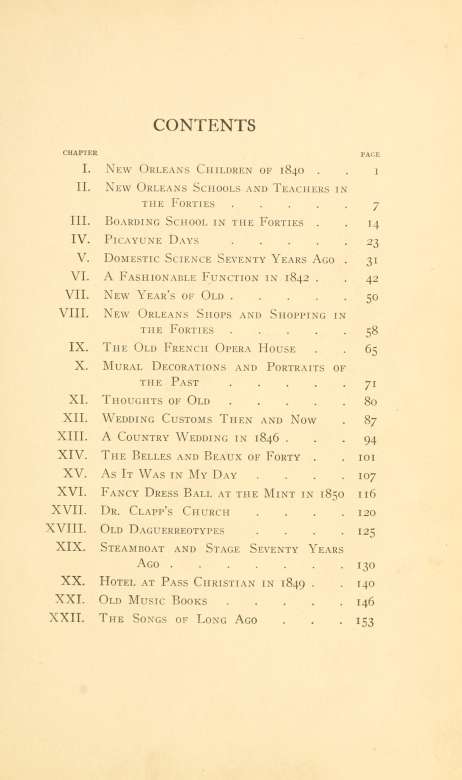 CONTENTS
CHAPTER PAGE
I. New Orleans Children of 1840 . . 1
II. New Orleans Schools and Teachers in
the Forties . . . . . 7
III. Boarding School in the Forties . . 14
IV. Picayune Days . . . . . 23
V. Domestic Science Seventy Years Ago . 31
VI. A Fashionable Function in 1842 . . 42
VII. New Year's of Old . . . . . 50
VIII. New Orleans Shops and Shopping in
the Forties . . . . . 58
IX. The Old French Opera House . . 65
X. Mural Decorations and Portraits of
the Past . . . . . 71
XI. Thoughts of Old . . . . . 80
XII. Wedding Customs Then and Now . 87
XIII. A Country Wedding in 1846 . . . 94
XIV. The Belles and Beaux of Forty . . 101
XV. As It Was in My Day . . . . 107
XVI. Fancy Dress Ball at the Mint in 1850 116
XVII. Dr. Clapp's Church . . . . 120
XVIII. Old Daguerreotypes . . . . 125
XIX. Steamboat and Stage Seventy Years
Ago . . . . . . . 130
XX. Hotel at Pass Christian in 1849 . . 140
XXI. Old Music Books . . . . . 146
XXII. The Songs of Long Ago . . . 153